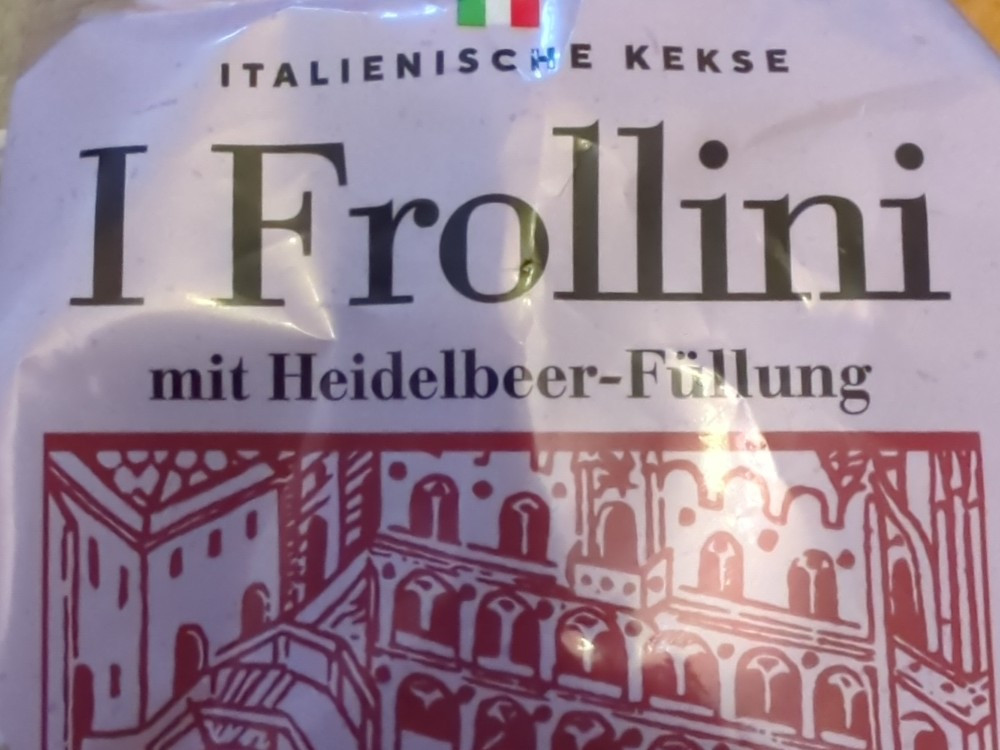 ITALIENISCHE KEKSE
I Frollini
mit Heidelbeer-Füllung